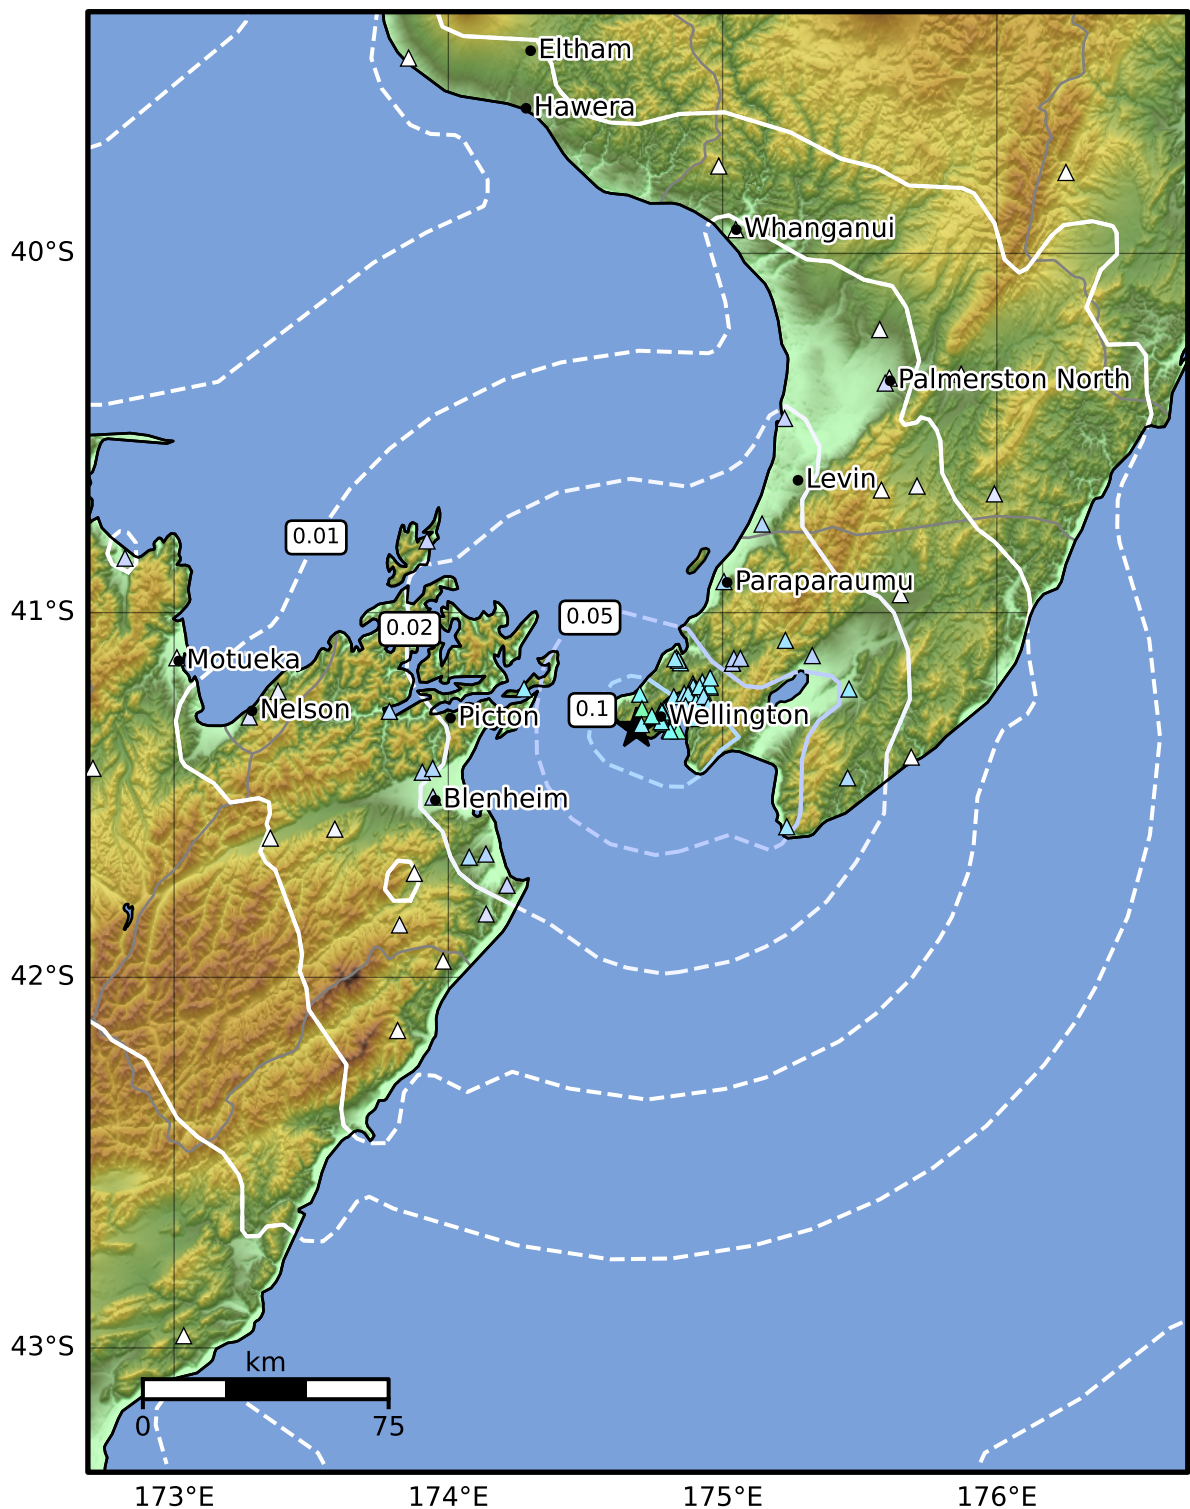 Eltham
Hawera
Whanganui
40°S
Palmerston North
Levin
0.01
Paraparaumu
41°S
0.05
0.02
Motueka
Nelson
0.1
Picton
Wellington
Blenheim
42°S
43°S
km
0 75
173°E 174°E 175°E 176°E